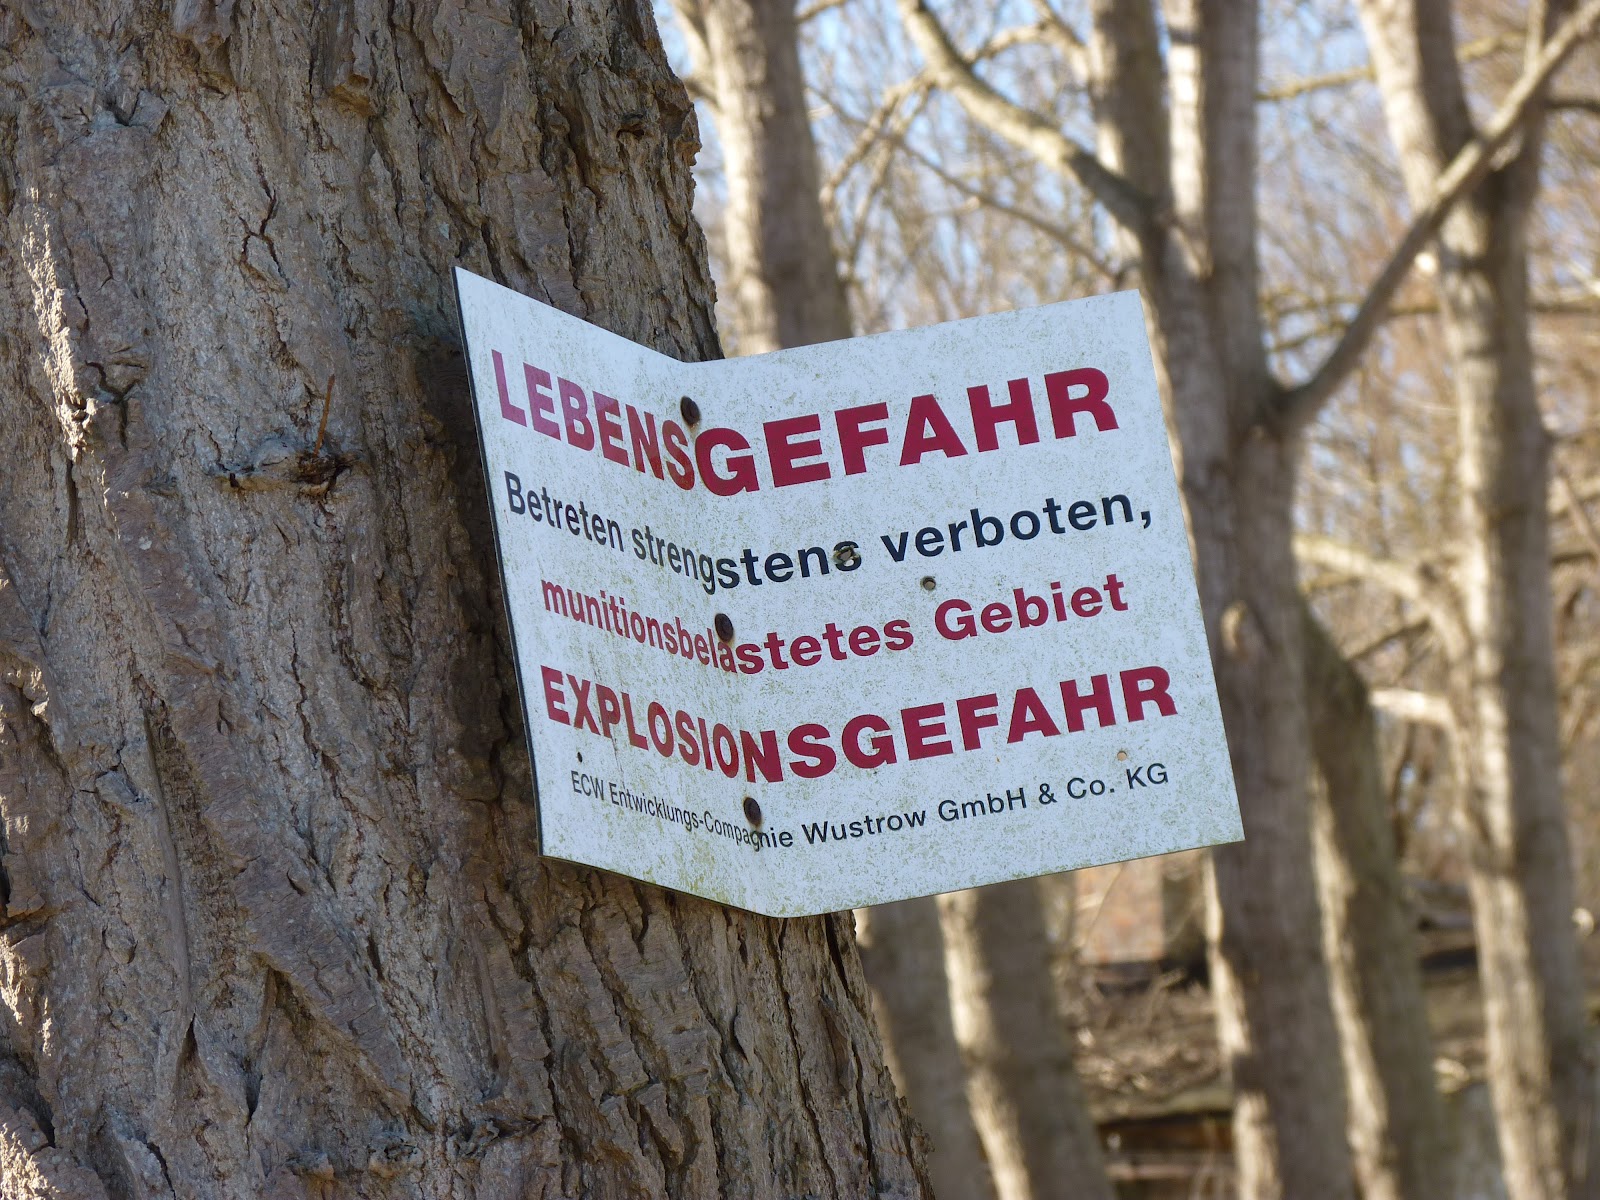 LEBENSGEFAHR
Betreten strengstens verboten,
munitionsbelastetes Gebiet
EXPLOSIONSGEFAHR
ECW Entwicklungs-Compagnie Wustrow GmbH & Co. KG